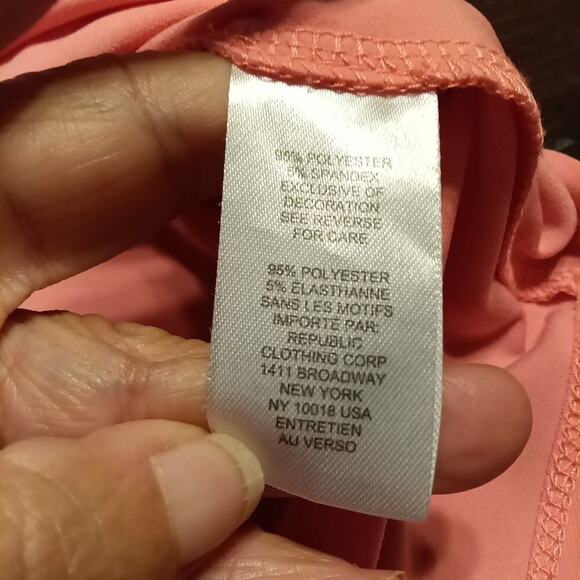 95% POLYESTER
5% SPANDEX
EXCLUSIVE OF
DECORATION
SEE REVERSE
FOR CARE
95% POLYESTER
5% ÉLASTHANNE
SANS LES MOTIFS
IMPORTE PAR:
REPUBLIC
CLOTHING CORP
1411 BROADWAY
NEW YORK
NY 10018 USA
ENTRETIEN
AU VERSO